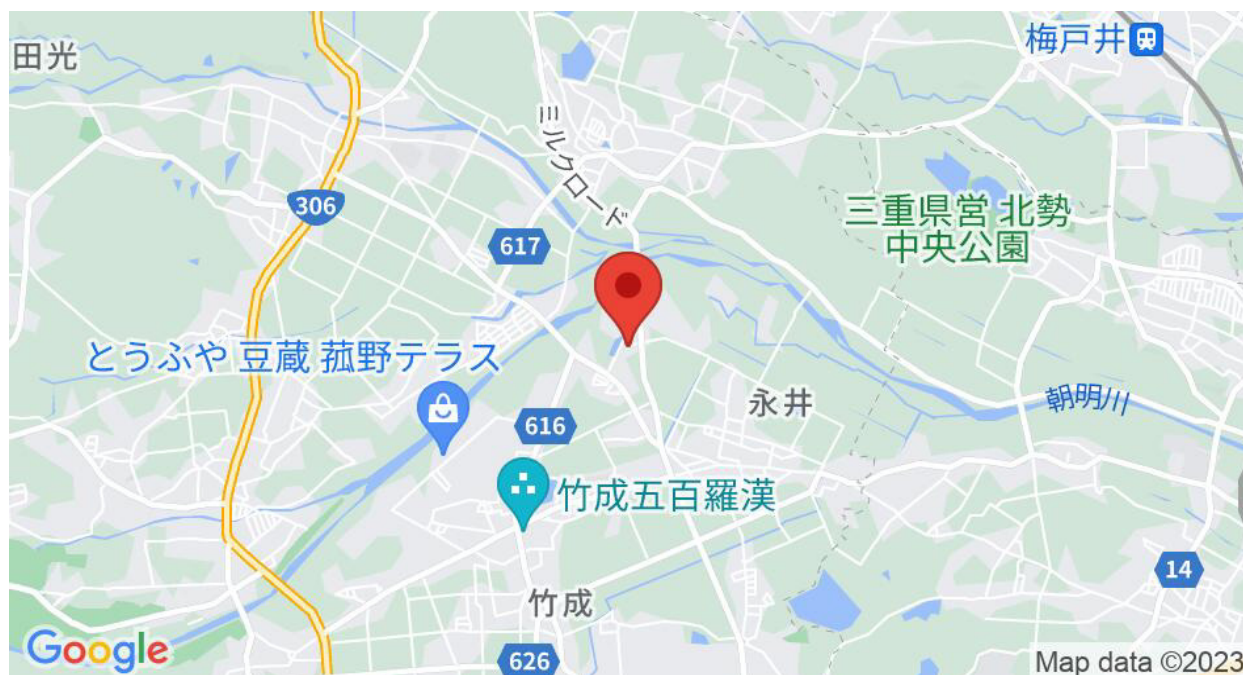 田光
梅戸井
ミルクロード
306
617
三重県営 北勢
中央公園
とうふや 豆蔵 菰野テラス
616
永井
朝明川
竹成五百羅漢
14
竹成
626
Google
Map data ©2023